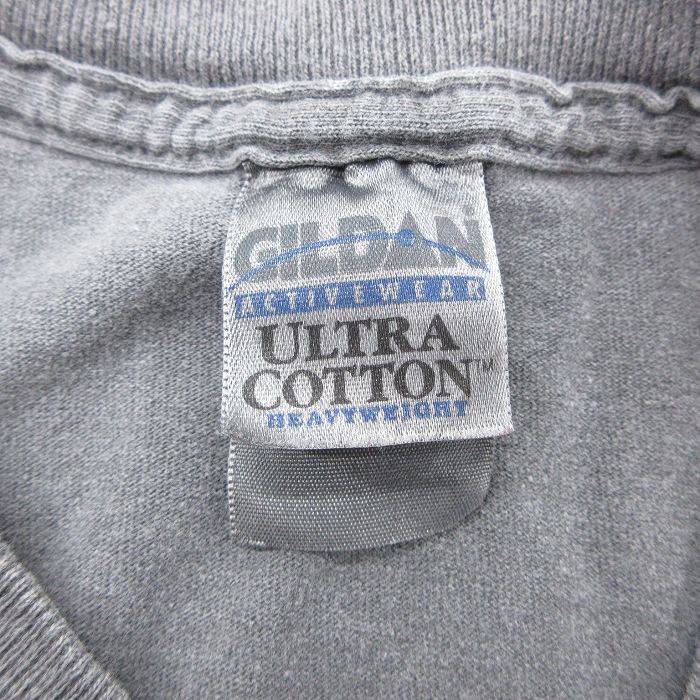 GILDAN
ACTIVEWEAR
ULTRA
COTTON™
HEAVYWEIGHT